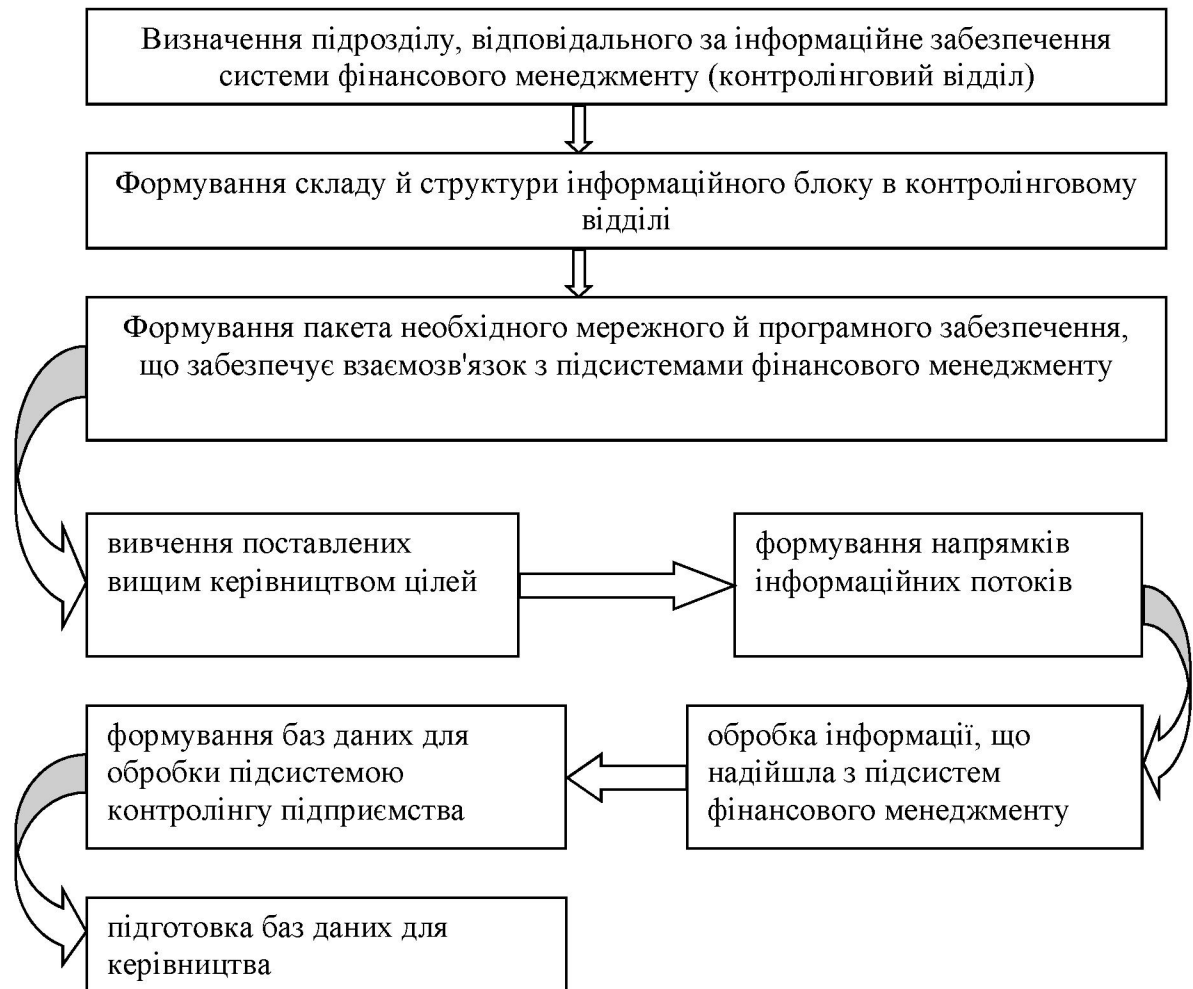 Визначення підрозділу, відповідального за інформаційне забезпечення
системи фінансового менеджменту (контролінговий відділ)
Формування складу й структури інформаційного блоку в контролінговому
відділі
Формування пакета необхідного мережного й програмного забезпечення,
що забезпечує взаємозв'язок з підсистемами фінансового менеджменту
вивчення поставлених
вищим керівництвом цілей
формування напрямків
інформаційних потоків
обробка інформації, що
надійшла з підсистем
фінансового менеджменту
формування баз даних для
обробки підсистемою
контролінгу підприємства
підготовка баз даних для
керівництва